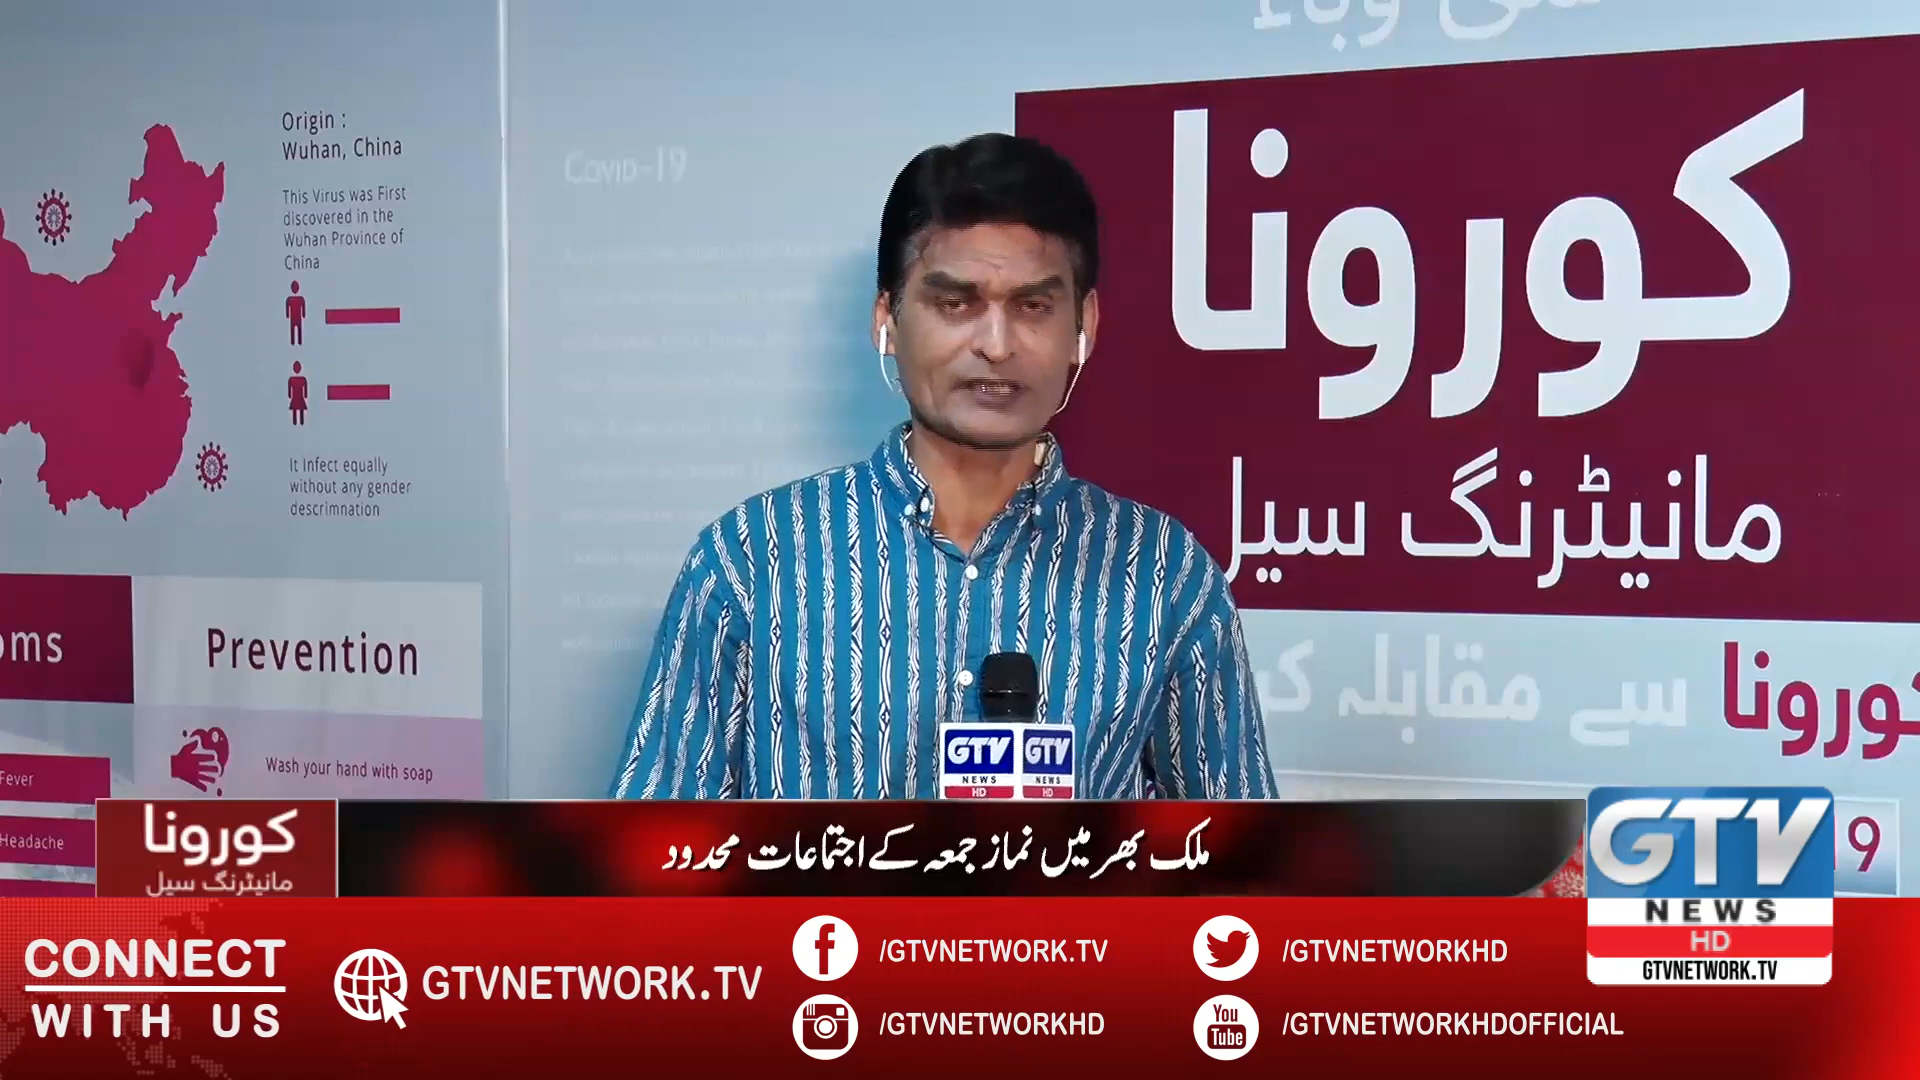 Origin :
Wuhan, China
This Virus was First
discovered in the
Wuhan Province of
China
It Infect equally
without any gender
descrimnation
Prevention
Wash your hand with soap
Fever
Headache
COVID-19
وباء
کورونا
مانیٹرنگ سیل
کورونا سے مقابلہ
19
GTV
NEWS
HD
GTV
NEWS
HD
کورونا
مانیٹرنگ سیل
ملک بھر میں نماز جمعہ کے اجتماعات محدود
GTV
NEWS
HD
GTVNETWORK.TV
CONNECT
WITH US
GTVNETWORK.TV
/GTVNETWORK.TV
/GTVNETWORKHD
/GTVNETWORKHD
You
Tube
/GTVNETWORKHDOFFICIAL